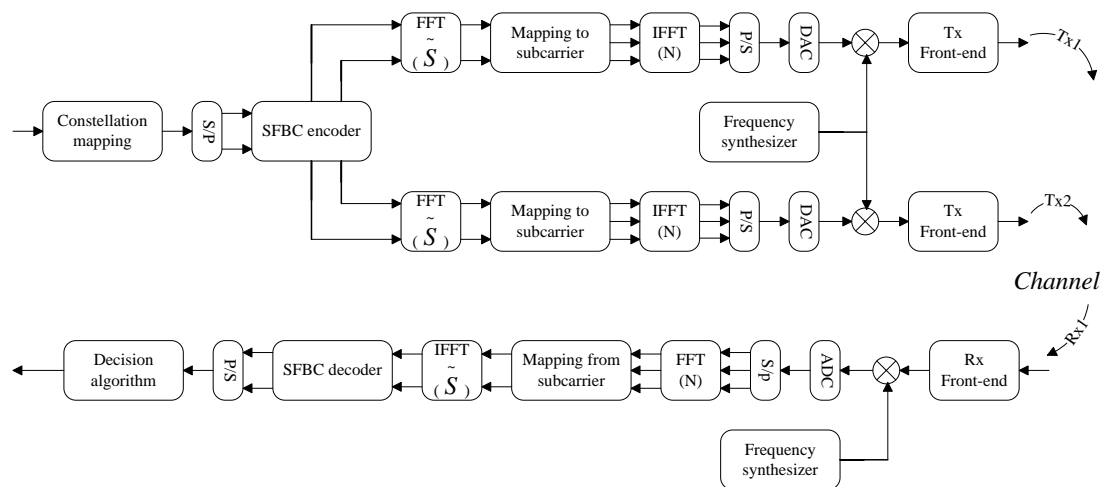 FFT
~
( S )
Mapping to
subcarrier
IFFT
(N)
P/S
DAC
Tx
Front-end
Tx1
Constellation
mapping
S/P
SFBC encoder
Frequency
synthesizer
FFT
~
( S )
Mapping to
subcarrier
IFFT
(N)
P/S
DAC
Tx
Front-end
Tx2
Channel
Rx1
Decision
algorithm
P/S
SFBC decoder
IFFT
~
( S )
Mapping from
subcarrier
FFT
(N)
S/p
ADC
Rx
Front-end
Frequency
synthesizer